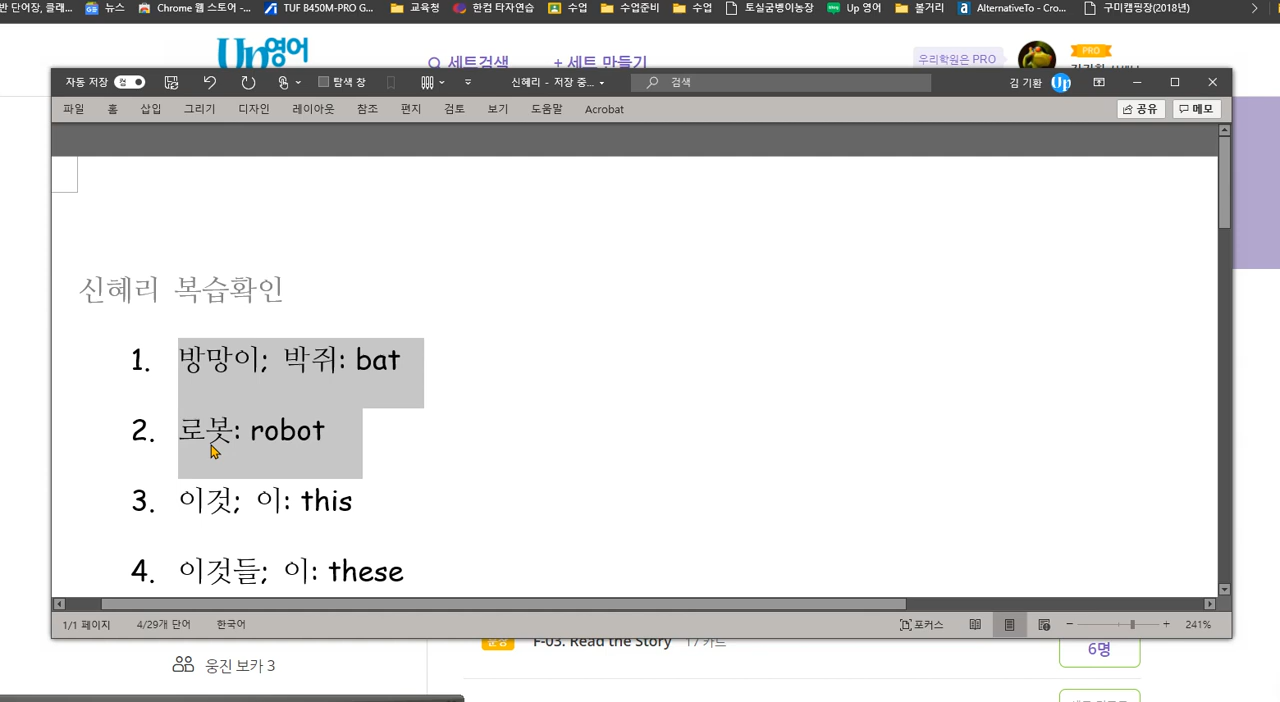 반 단어장, 클래... 뉴스 Chrome 웹 스토어 -... TUF B450M-PRO G... 교육청 한컴 타자연습 수업 수업준비 수업 토실굼벵이농장 Up 영어 볼거리 AlternativeTo - Cro... 구미캠핑장(2018년)
Up영어 세트검색 + 세트 만들기 우리학원은 PRO PRO
자동 저장 컴 탐색 창 신혜리 - 저장 중... 검색 김 기환 Up
파일 홈 삽입 그리기 디자인 레이아웃 참조 편지 검토 보기 도움말 Acrobat 공유 메모
신혜리 복습확인
1. 방망이; 박쥐: bat
2. 로봇: robot
3. 이것; 이: this
4. 이것들; 이: these
1/1 페이지 4/29개 단어 한국어 포커스 241%
F-03. Read the Story 17 카드 6명
웅진 보카 3